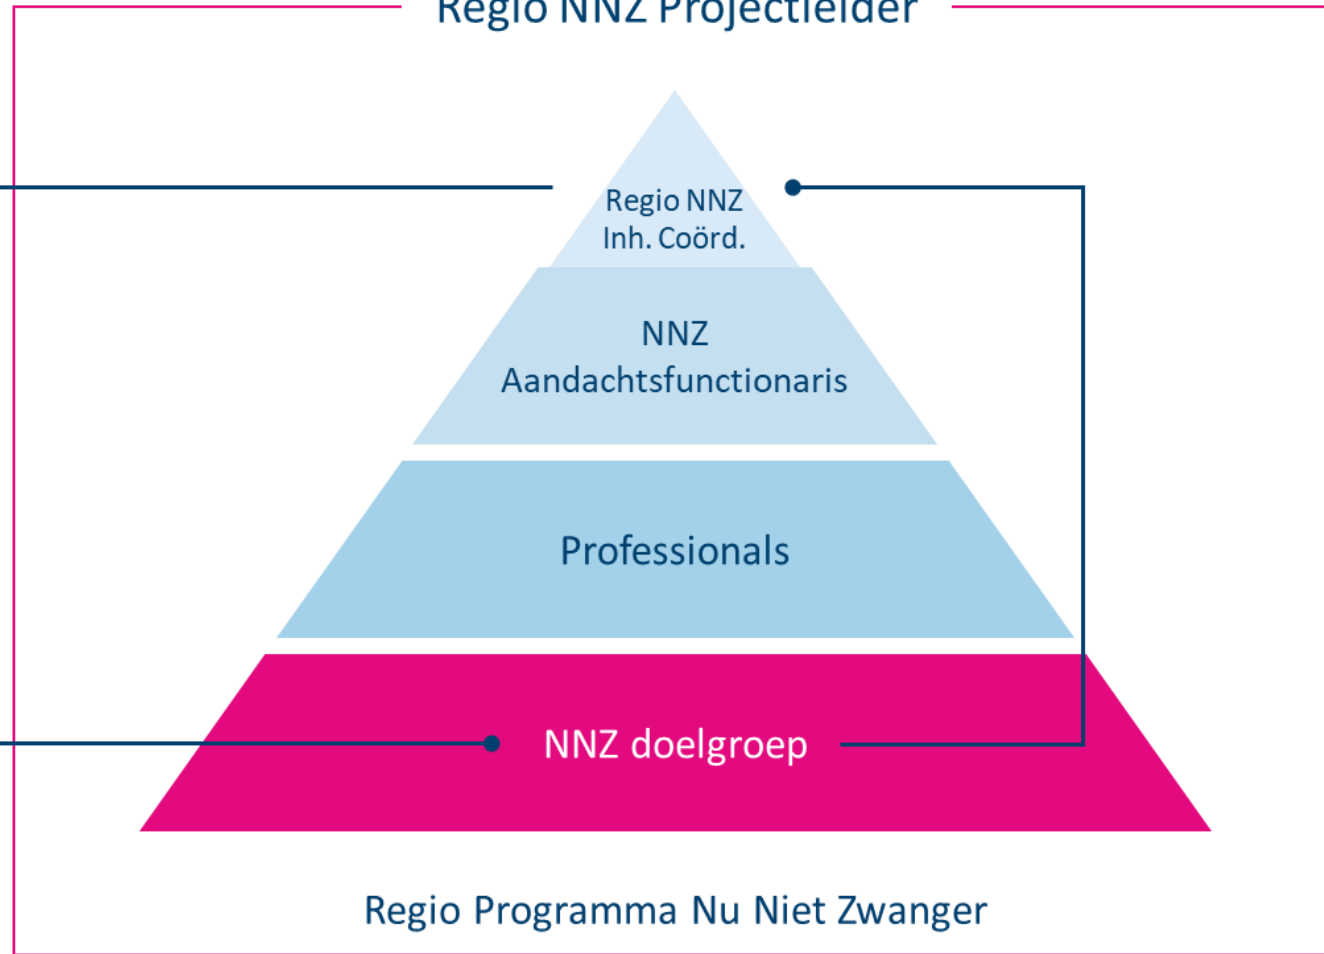 Regio NNZ Projectleider
Regio NNZ
Inh. Coörd.
NNZ
Aandachtsfunctionaris
Professionals
NNZ doelgroep
Regio Programma Nu Niet Zwanger